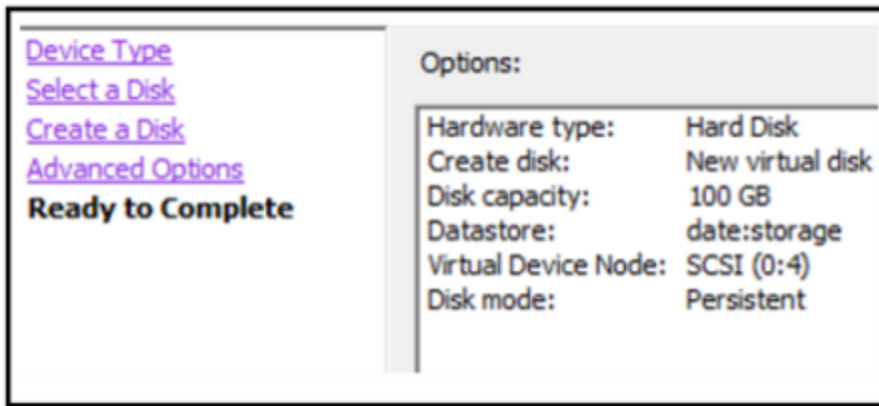 Device Type
Select a Disk
Create a Disk
Advanced Options
Ready to Complete
Options:
Hardware type: Hard Disk
Create disk: New virtual disk
Disk capacity: 100 GB
Datastore: date:storage
Virtual Device Node: SCSI (0:4)
Disk mode: Persistent